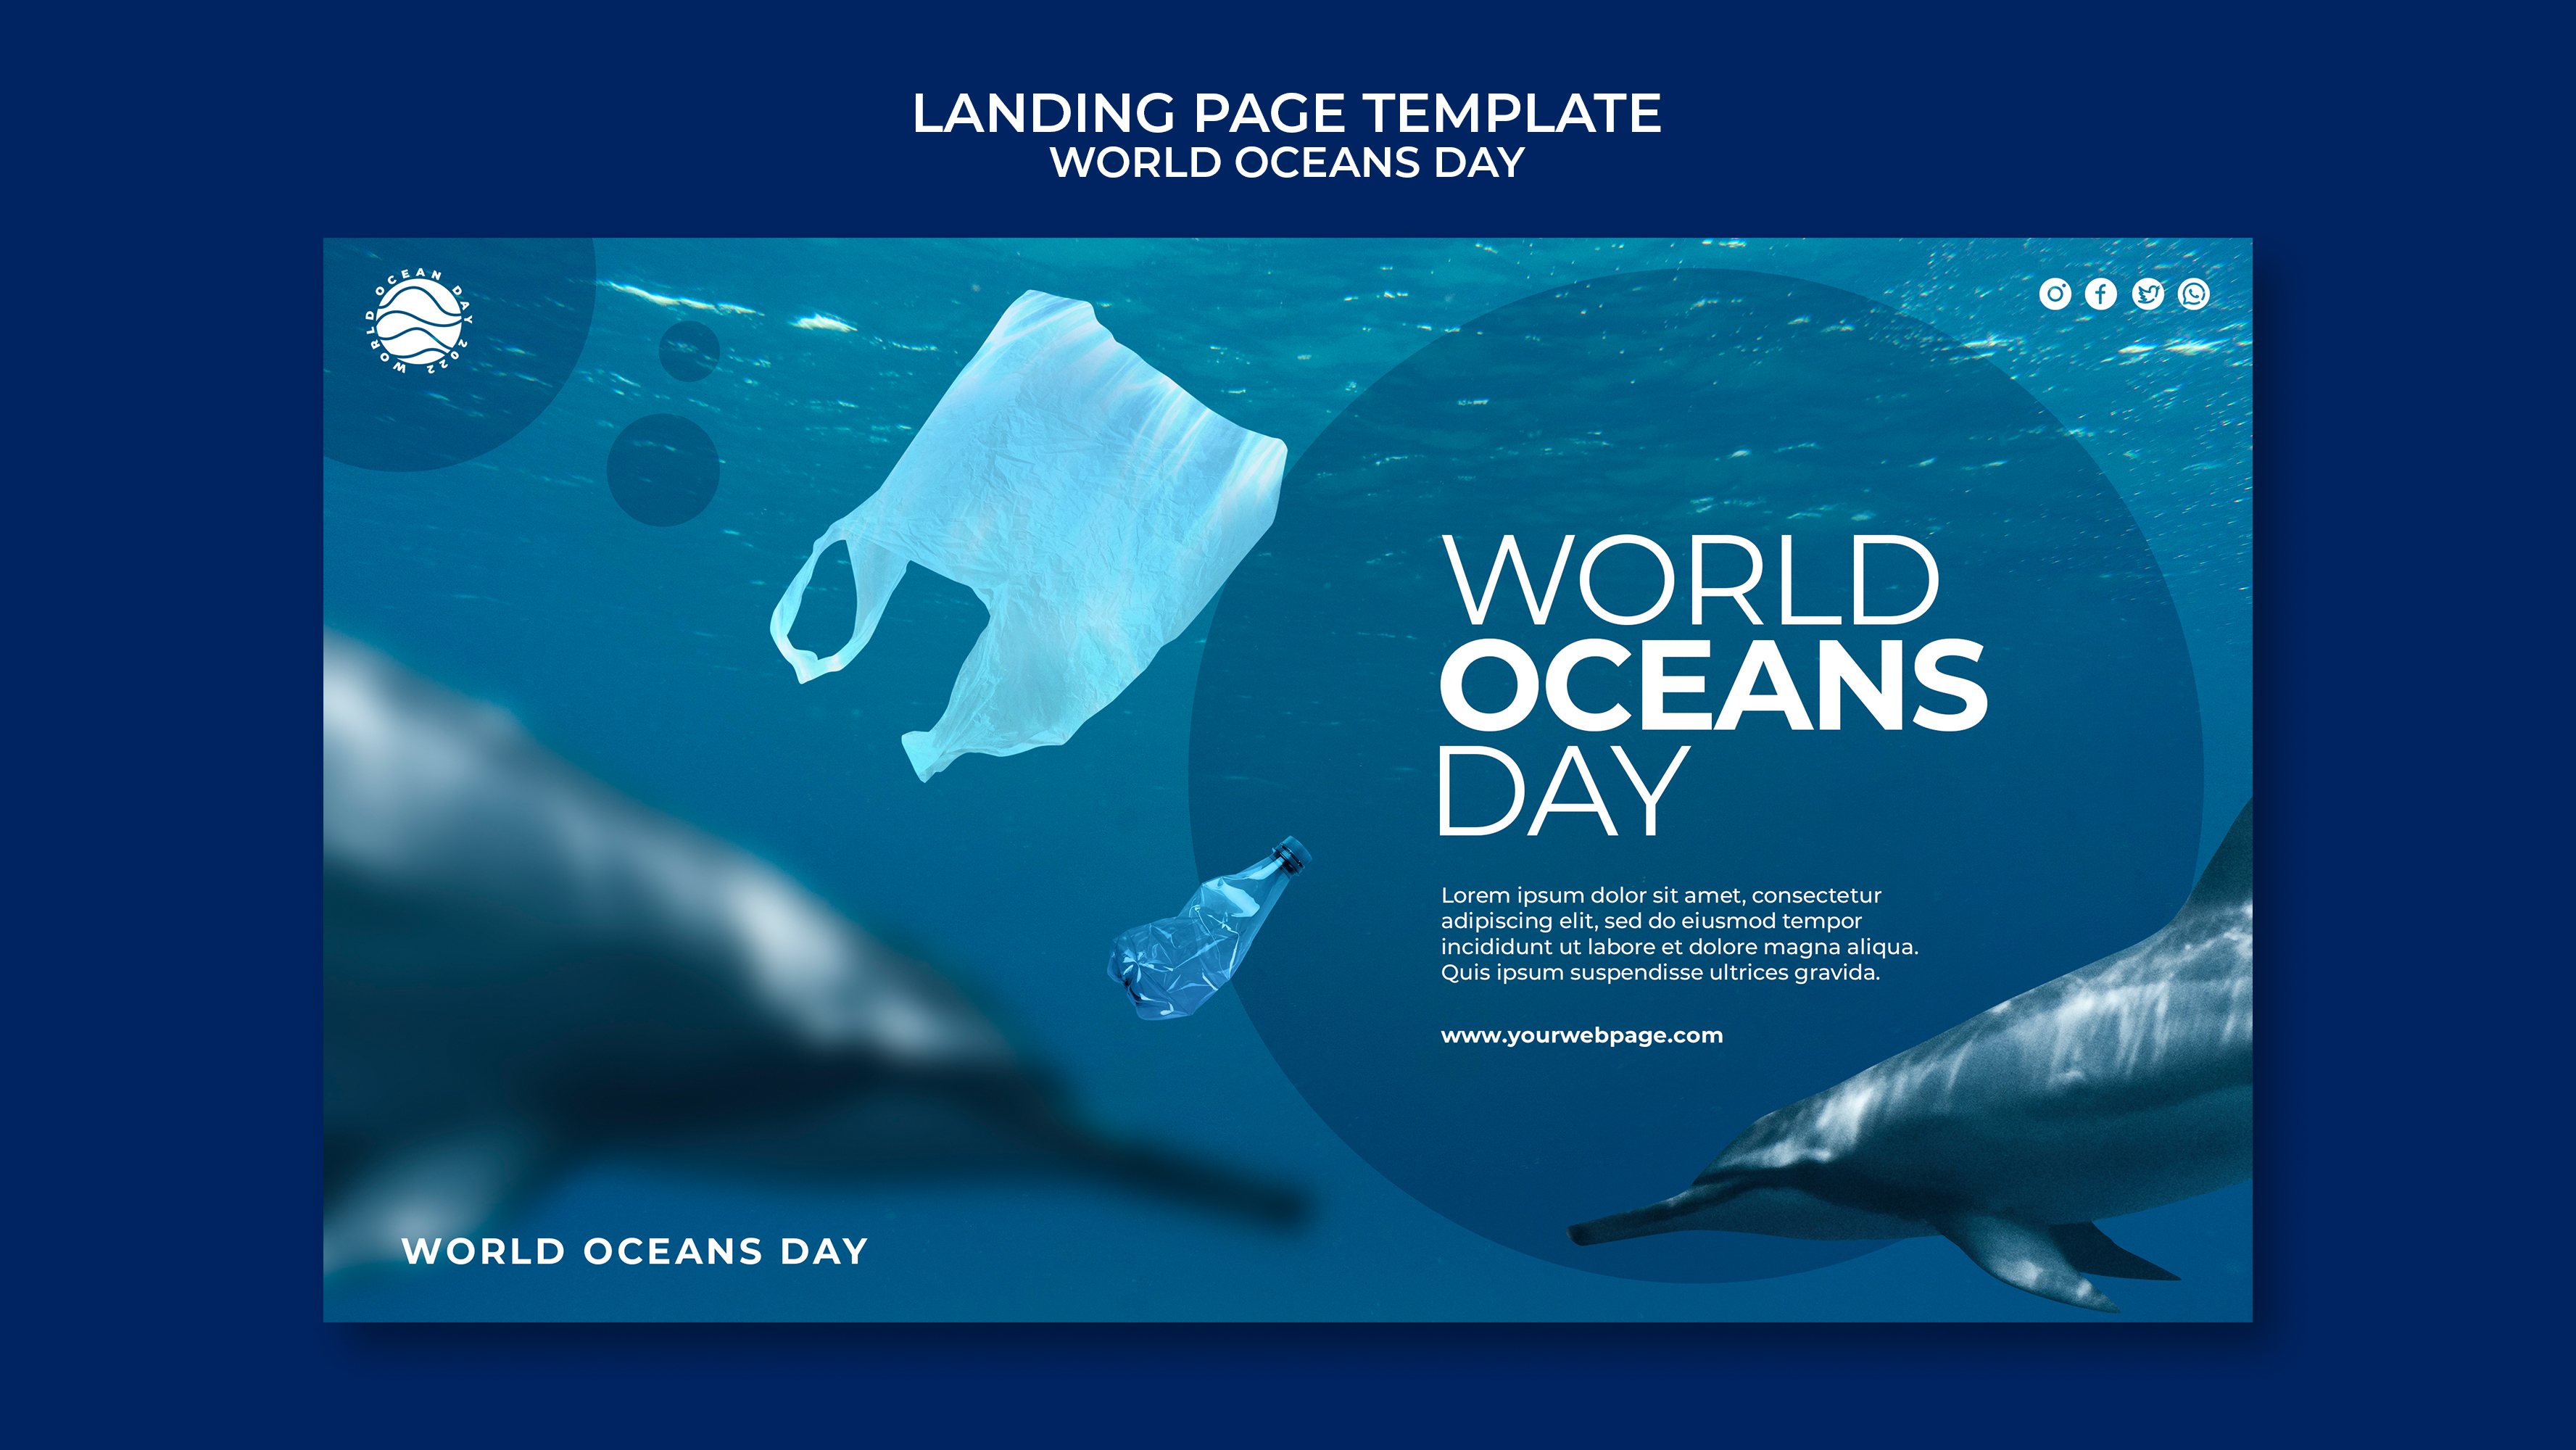 LANDING PAGE TEMPLATE
WORLD OCEANS DAY
WORLD OCEAN DAY 2022
WORLD
OCEANS
DAY
Lorem ipsum dolor sit amet, consectetur
adipiscing elit, sed do eiusmod tempor
incididunt ut labore et dolore magna aliqua.
Quis ipsum suspendisse ultrices gravida.
www.yourwebpage.com
WORLD OCEANS DAY